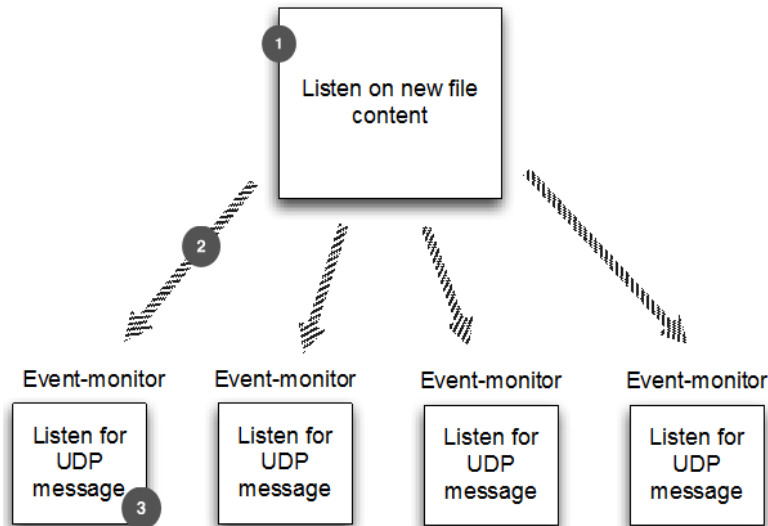 1
Listen on new file
content
2
Event-monitor
Event-monitor
Event-monitor
Event-monitor
Listen for
UDP
message
3
Listen for
UDP
message
Listen for
UDP
message
Listen for
UDP
message